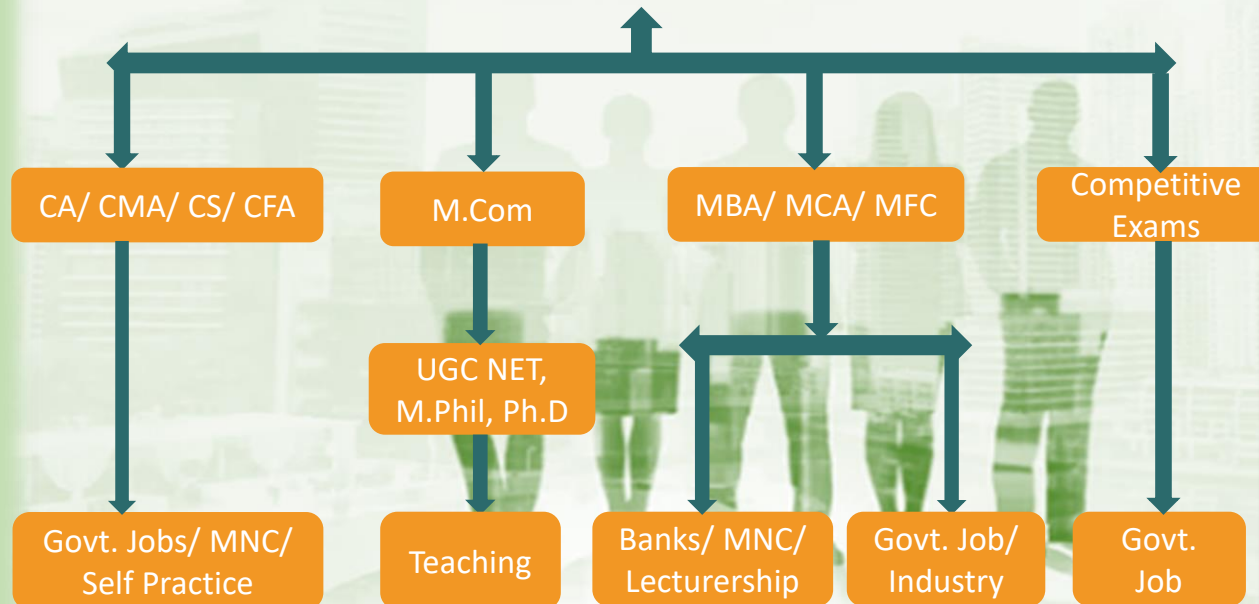 CA/ CMA/ CS/ CFA
M.Com
MBA/ MCA/ MFC
Competitive
Exams
UGC NET,
M.Phil, Ph.D
Govt. Jobs/ MNC/
Self Practice
Teaching
Banks/ MNC/
Lecturership
Govt. Job/
Industry
Govt.
Job